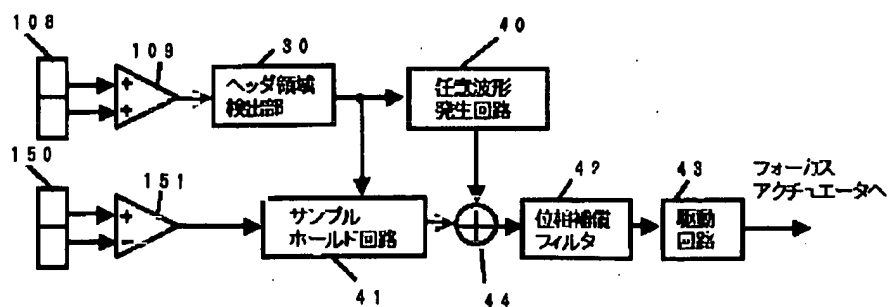 108
109
30
40
ヘッダ領域
検出部
任意波形
発生回路
150
151
42
43
フォーカス
アクチュエータへ
サンプル
ホールド回路
位相補償
フィルタ
駆動
回路
41
44